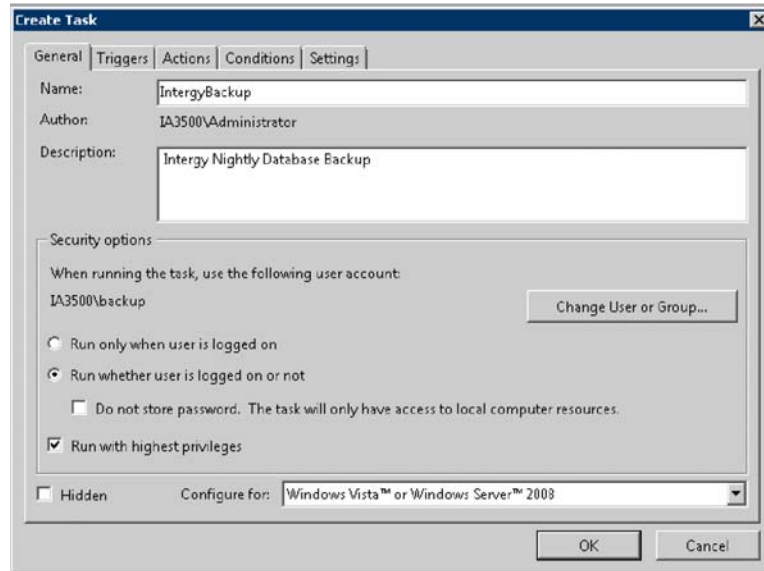 Create Task
General Triggers Actions Conditions Settings
Name: IntergyBackup
Author: IA3500\Administrator
Description: Intergy Nightly Database Backup
Security options
When running the task, use the following user account:
IA3500\backup Change User or Group...
Run only when user is logged on
Run whether user is logged on or not
Do not store password. The task will only have access to local computer resources.
Run with highest privileges
Hidden Configure for: Windows Vista™ or Windows Server™ 2008
OK Cancel